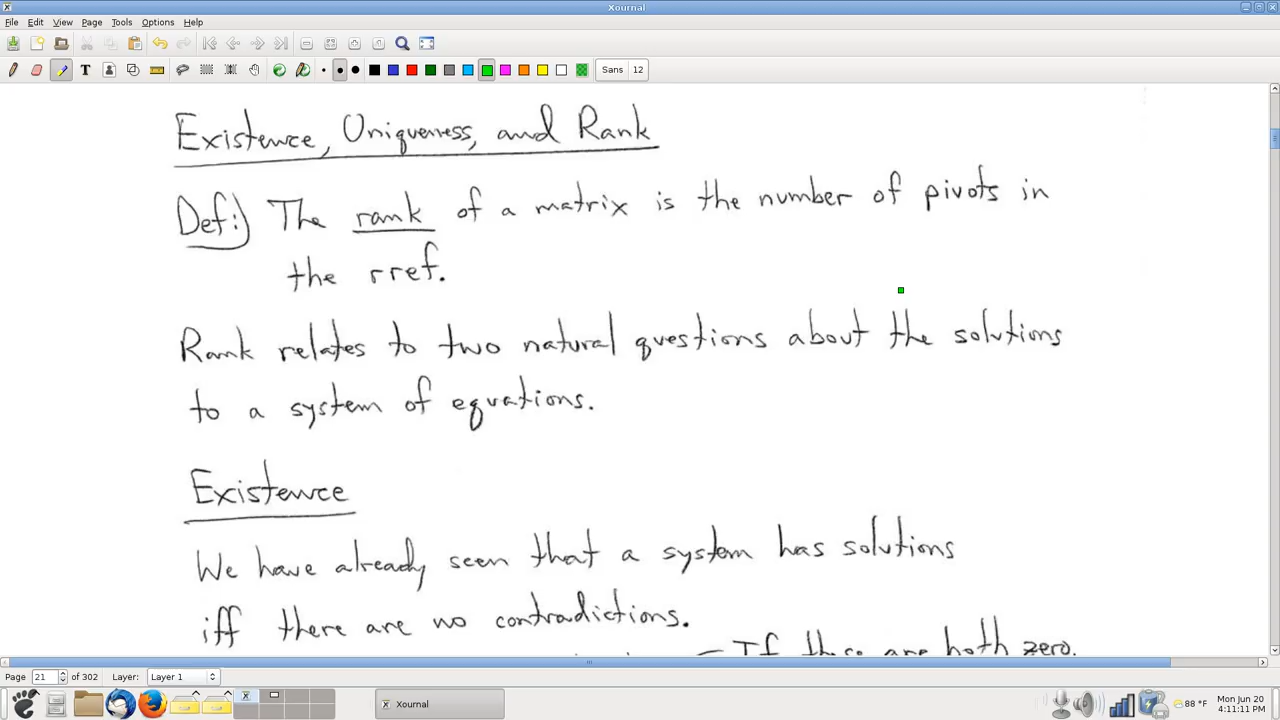 Xournal
File Edit View Page Tools Options Help
Sans 12
Existence, Uniqueness, and Rank
Def:) The rank of a matrix is the number of pivots in
the rref.
Rank relates to two natural questions about the solutions
to a system of equations.
Existence
We have already seen that a system has solutions
iff there are no contradictions.
If these are both zero.
Page 21 of 302 Layer: Layer 1
Xournal
88 °F
Mon Jun 20
4:11:11 PM